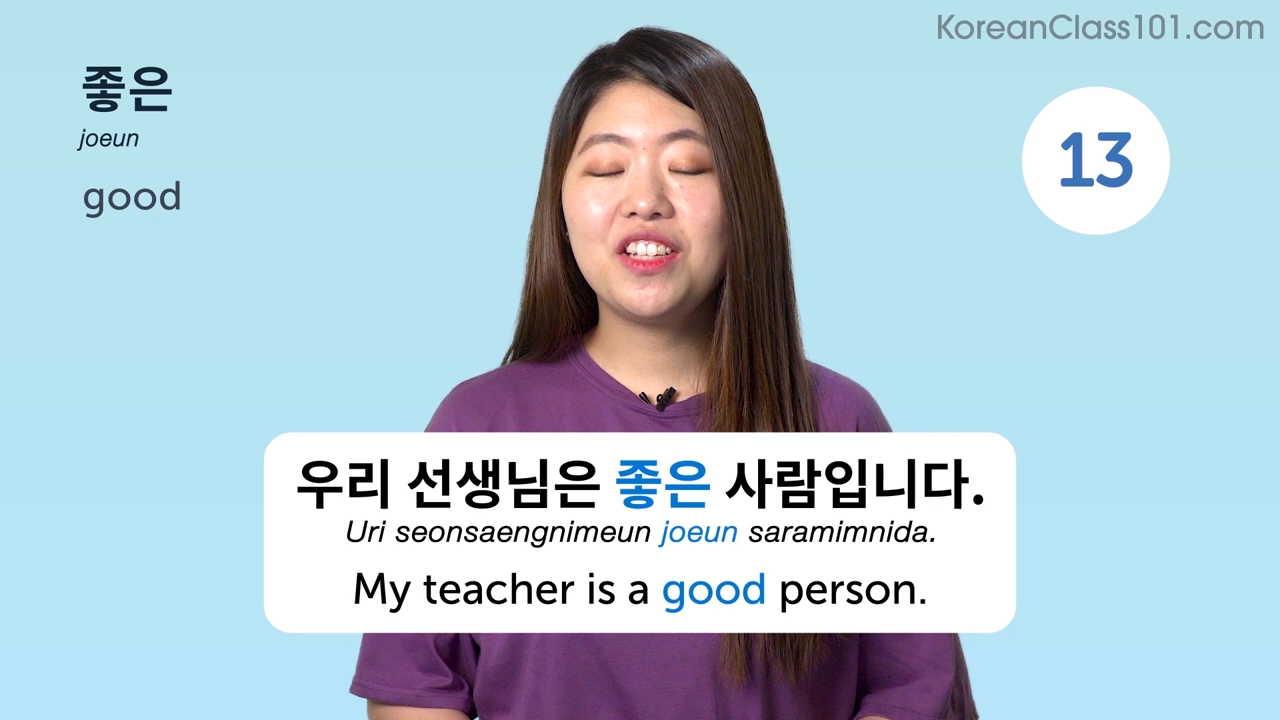 KoreanClass101.com
좋은
joeun
good
13
우리 선생님은 좋은 사람입니다.
Uri seonsaengnimeun joeun saramimnida.
My teacher is a good person.